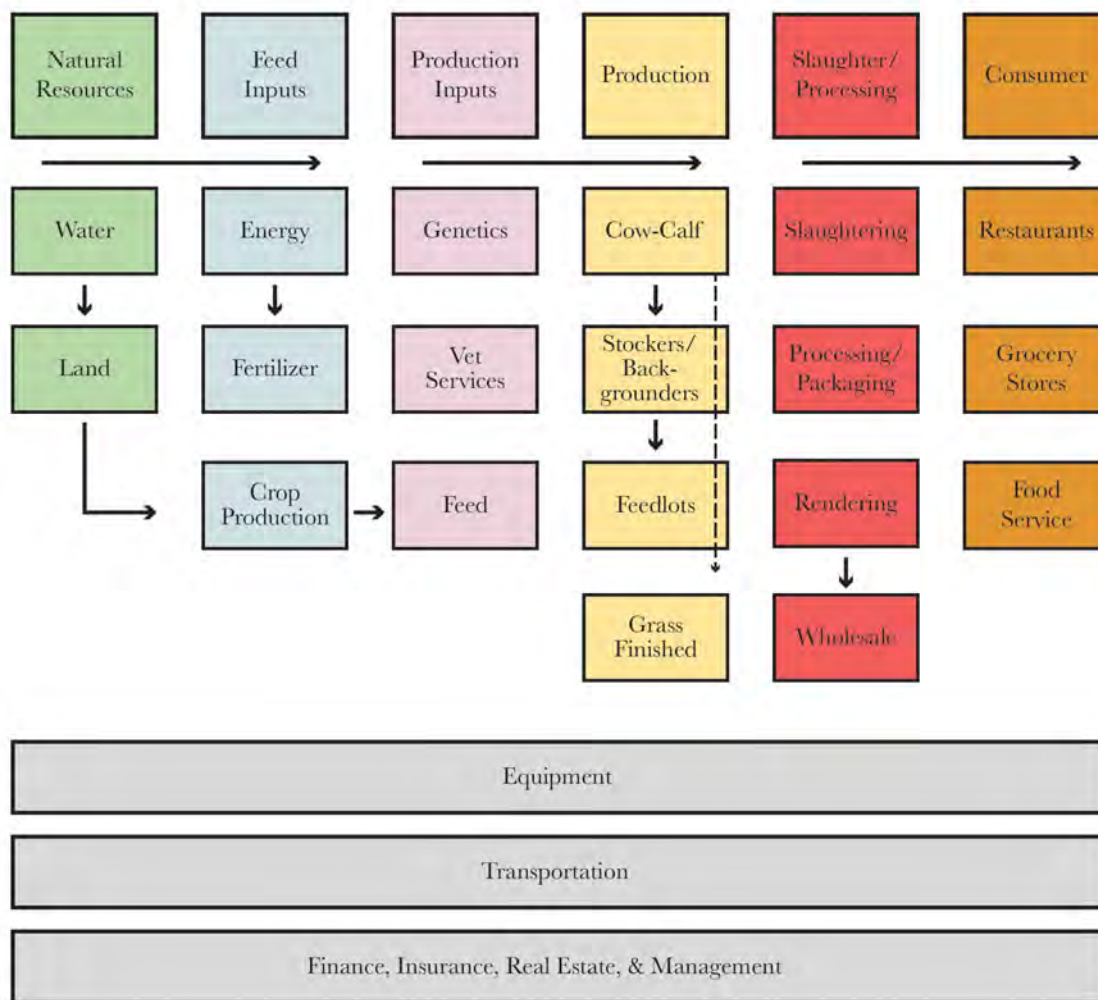 Natural
Resources
Feed
Inputs
Production
Inputs
Production
Slaughter/
Processing
Consumer
Water
Energy
Genetics
Cow-Calf
Slaughtering
Restaurants
Land
Fertilizer
Vet
Services
Stockers/
Back-
grounders
Processing/
Packaging
Grocery
Stores
Crop
Production
Feed
Feedlots
Rendering
Food
Service
Grass
Finished
Wholesale
Equipment
Transportation
Finance, Insurance, Real Estate, & Management